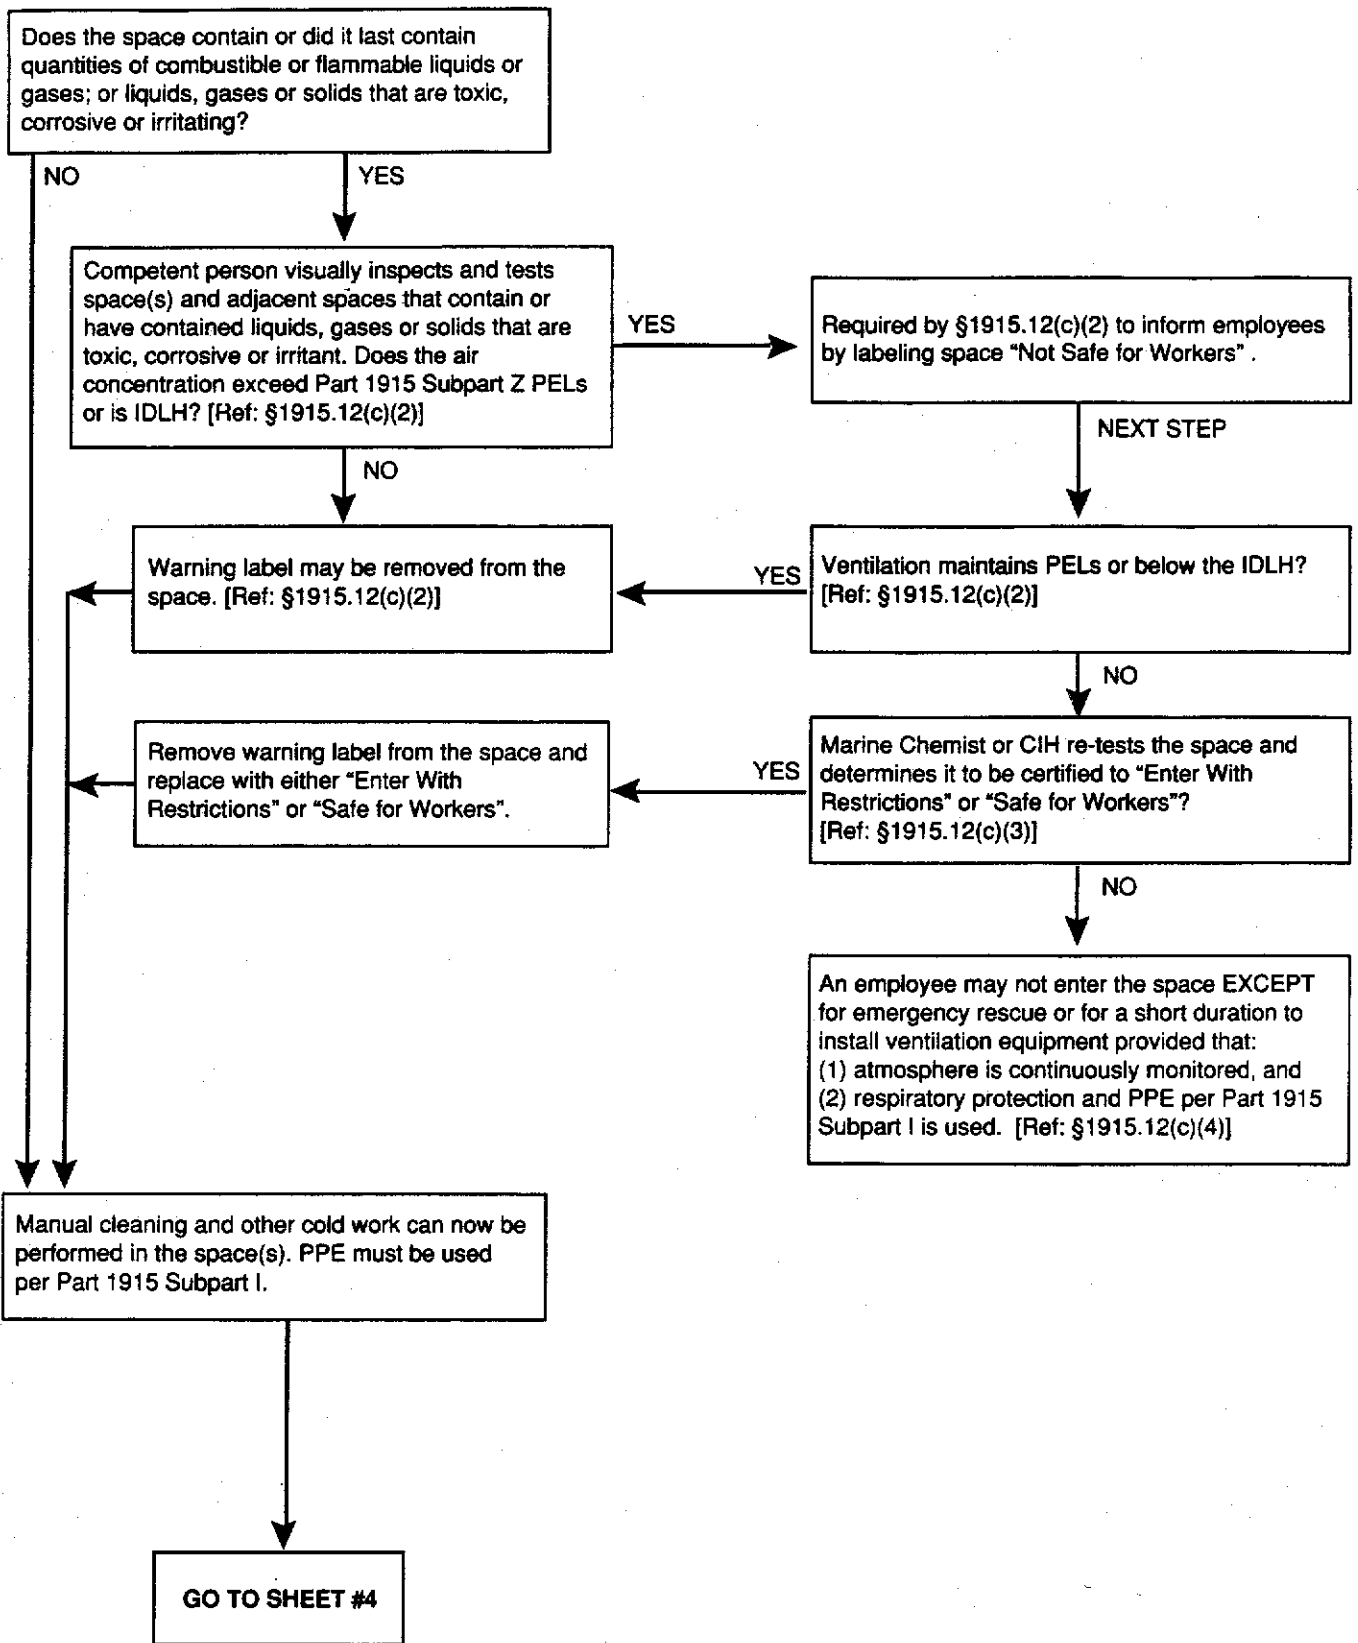 Does the space contain or did it last contain
quantities of combustible or flammable liquids or
gases; or liquids, gases or solids that are toxic,
corrosive or irritating?
NO
YES
Competent person visually inspects and tests
space(s) and adjacent spaces that contain or
have contained liquids, gases or solids that are
toxic, corrosive or irritant. Does the air
concentration exceed Part 1915 Subpart Z PELs
or is IDLH? [Ref: §1915.12(c)(2)]
YES
Required by §1915.12(c)(2) to inform employees
by labeling space "Not Safe for Workers" .
NO
NEXT STEP
Warning label may be removed from the
space. [Ref: §1915.12(c)(2)]
YES
Ventilation maintains PELs or below the IDLH?
[Ref: §1915.12(c)(2)]
NO
Remove warning label from the space and
replace with either "Enter With
Restrictions" or "Safe for Workers".
YES
Marine Chemist or CIH re-tests the space and
determines it to be certified to "Enter With
Restrictions" or "Safe for Workers"?
[Ref: §1915.12(c)(3)]
NO
An employee may not enter the space EXCEPT
for emergency rescue or for a short duration to
install ventilation equipment provided that:
(1) atmosphere is continuously monitored, and
(2) respiratory protection and PPE per Part 1915
Subpart I is used. [Ref: §1915.12(c)(4)]
Manual cleaning and other cold work can now be
performed in the space(s). PPE must be used
per Part 1915 Subpart I.
GO TO SHEET #4